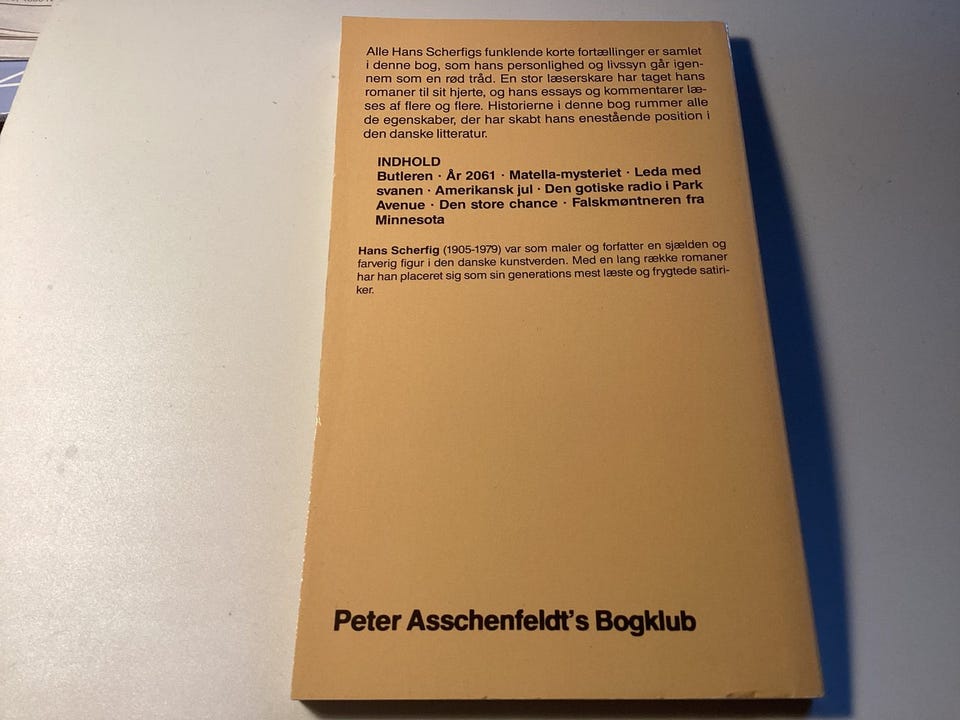 Alle Hans Scherfigs funklende korte fortællinger er samlet
i denne bog, som hans personlighed og livssyn går igen-
nem som en rød tråd. En stor læserskare har taget hans
romaner til sit hjerte, og hans essays og kommentarer læ-
ses af flere og flere. Historierne i denne bog rummer alle
de egenskaber, der har skabt hans enestående position i
den danske litteratur.
INDHOLD
Butleren · År 2061 · Matella-mysteriet · Leda med
svanen · Amerikansk jul · Den gotiske radio i Park
Avenue · Den store chance · Falskmøntneren fra
Minnesota
Hans Scherfig (1905-1979) var som maler og forfatter en sjælden og
farverig figur i den danske kunstverden. Med en lang række romaner
har han placeret sig som sin generations mest læste og frygtede satiri-
ker.
Peter Asschenfeldt's Bogklub